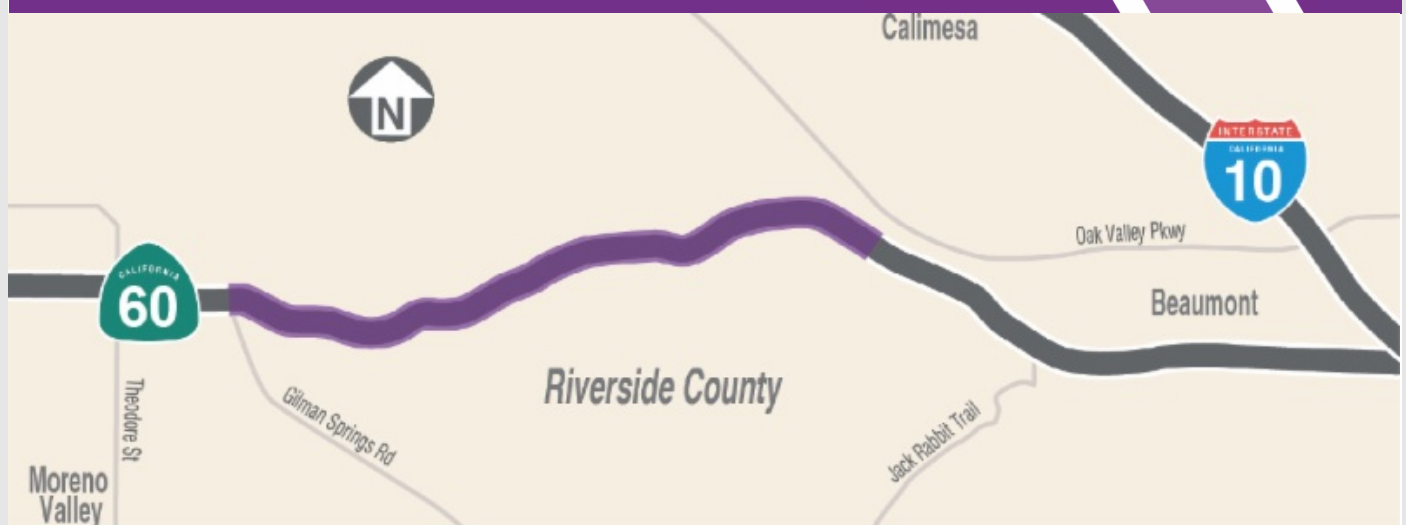 Calimesa
N
INTERSTATE
CALIFORNIA
10
Oak Valley Pkwy
CALIFORNIA
60
Beaumont
Riverside County
Theodore St
Gilman Springs Rd
Jack Rabbit Trail
Moreno
Valley